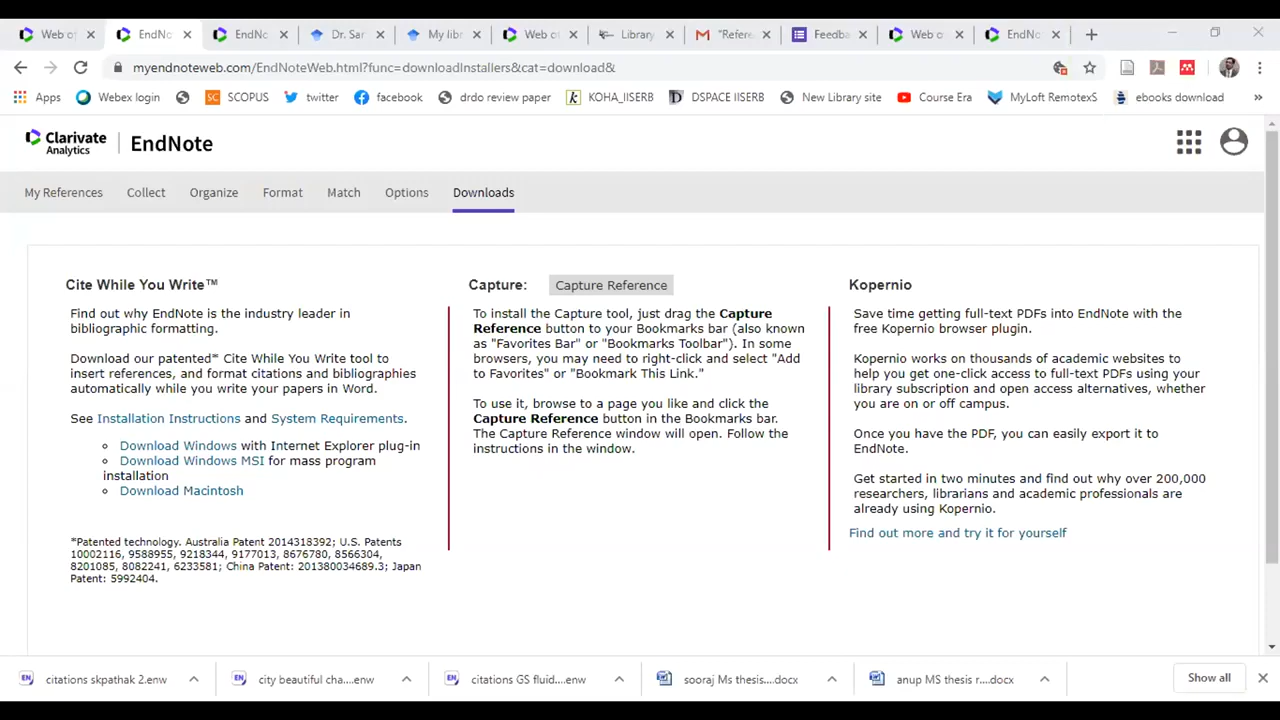 Web o
EndNo
EndNo
Dr. Sar
My lib
Web o
Library
"Refere
Feedba
Web o
EndNo
myendnoteweb.com/EndNoteWeb.html?func=downloadInstallers&cat=download&
Apps
Webex login
SC SCOPUS
twitter
facebook
drdo review paper
k KOHA_IISERB
D DSPACE IISERB
New Library site
Course Era
MyLoft RemotexS
ebooks download
»
Clarivate Analytics | EndNote
My References Collect Organize Format Match Options Downloads
Cite While You Write™
Find out why EndNote is the industry leader in
bibliographic formatting.
Download our patented* Cite While You Write tool to
insert references, and format citations and bibliographies
automatically while you write your papers in Word.
See Installation Instructions and System Requirements.
Download Windows with Internet Explorer plug-in
Download Windows MSI for mass program
installation
Download Macintosh
*Patented technology. Australia Patent 2014318392; U.S. Patents
10002116, 9588955, 9218344, 9177013, 8676780, 8566304,
8201085, 8082241, 6233581; China Patent: 201380034689.3; Japan
Patent: 5992404.
Capture: Capture Reference
To install the Capture tool, just drag the Capture
Reference button to your Bookmarks bar (also known
as "Favorites Bar" or "Bookmarks Toolbar"). In some
browsers, you may need to right-click and select "Add
to Favorites" or "Bookmark This Link."
To use it, browse to a page you like and click the
Capture Reference button in the Bookmarks bar.
The Capture Reference window will open. Follow the
instructions in the window.
Kopernio
Save time getting full-text PDFs into EndNote with the
free Kopernio browser plugin.
Kopernio works on thousands of academic websites to
help you get one-click access to full-text PDFs using your
library subscription and open access alternatives, whether
you are on or off campus.
Once you have the PDF, you can easily export it to
EndNote.
Get started in two minutes and find out why over 200,000
researchers, librarians and academic professionals are
already using Kopernio.
Find out more and try it for yourself
EN citations skpathak 2.enw
EN city beautiful cha....enw
EN citations GS fluid....enw
sooraj Ms thesis....docx
anup MS thesis r....docx
Show all